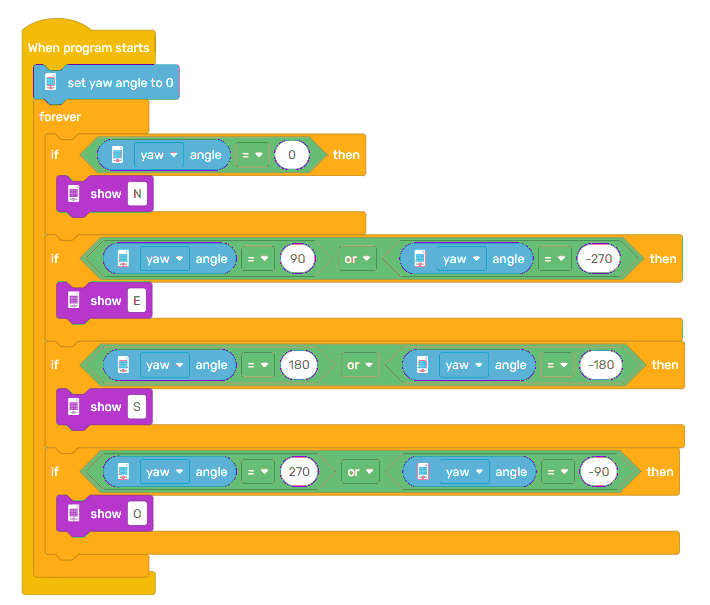 When program starts
set yaw angle to 0
forever
if yaw angle = 0 then
show N
if yaw angle = 90 or yaw angle = -270 then
show E
if yaw angle = 180 or yaw angle = -180 then
show S
if yaw angle = 270 or yaw angle = -90 then
show O